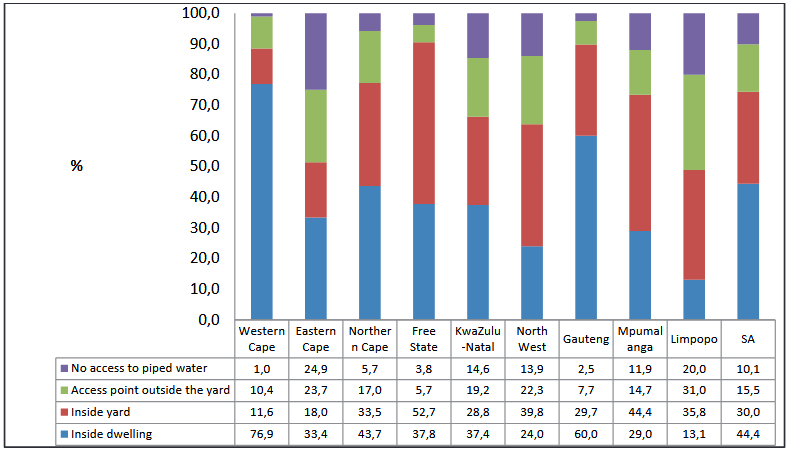 100,0
90,0
80,0
70,0
60,0
50,0
40,0
30,0
20,0
10,0
0,0
%
Western Cape Eastern Cape Norther n Cape Free State KwaZulu -Natal North West Gauteng Mpumal anga Limpopo SA
No access to piped water 1,0 24,9 5,7 3,8 14,6 13,9 2,5 11,9 20,0 10,1
Access point outside the yard 10,4 23,7 17,0 5,7 19,2 22,3 7,7 14,7 31,0 15,5
Inside yard 11,6 18,0 33,5 52,7 28,8 39,8 29,7 44,4 35,8 30,0
Inside dwelling 76,9 33,4 43,7 37,8 37,4 24,0 60,0 29,0 13,1 44,4